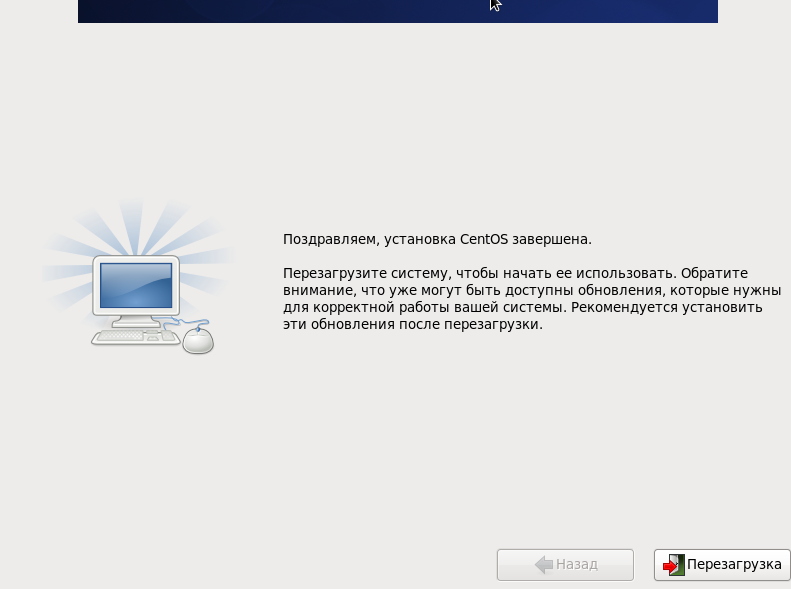 Поздравляем, установка CentOS завершена.
Перезагрузите систему, чтобы начать ее использовать. Обратите
внимание, что уже могут быть доступны обновления, которые нужны
для корректной работы вашей системы. Рекомендуется установить
эти обновления после перезагрузки.
Назад
Перезагрузка